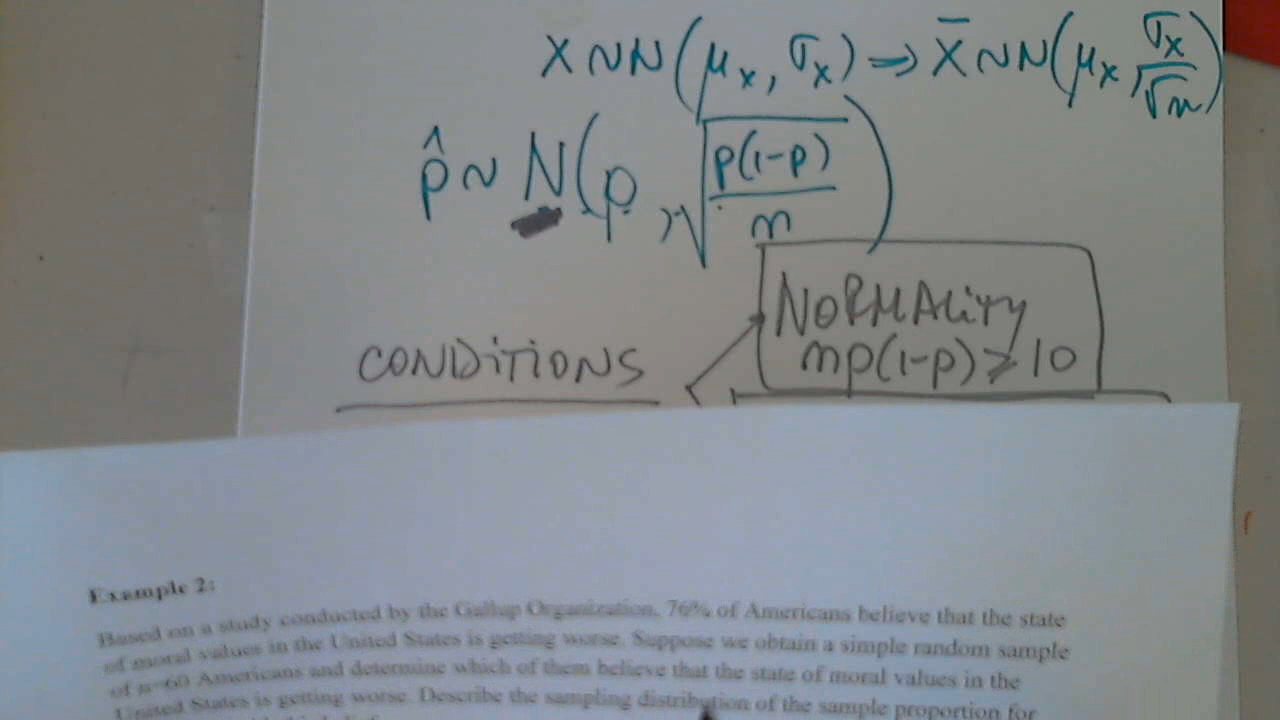 X ~ N(μₓ, σₓ) ⇒ X̄ ~ N(μₓ, σₓ/√n)
p̂ ~ N(p, √(p(1-p)/n))
NORMALITY
CONDITIONS
np(1-p) ≥ 10
Example 2:
Based on a study conducted by the Gallup Organization, 76% of Americans believe that the state
of moral values in the United States is getting worse. Suppose we obtain a simple random sample
of n=60 Americans and determine which of them believe that the state of moral values in the
United States is getting worse. Describe the sampling distribution of the sample proportion for